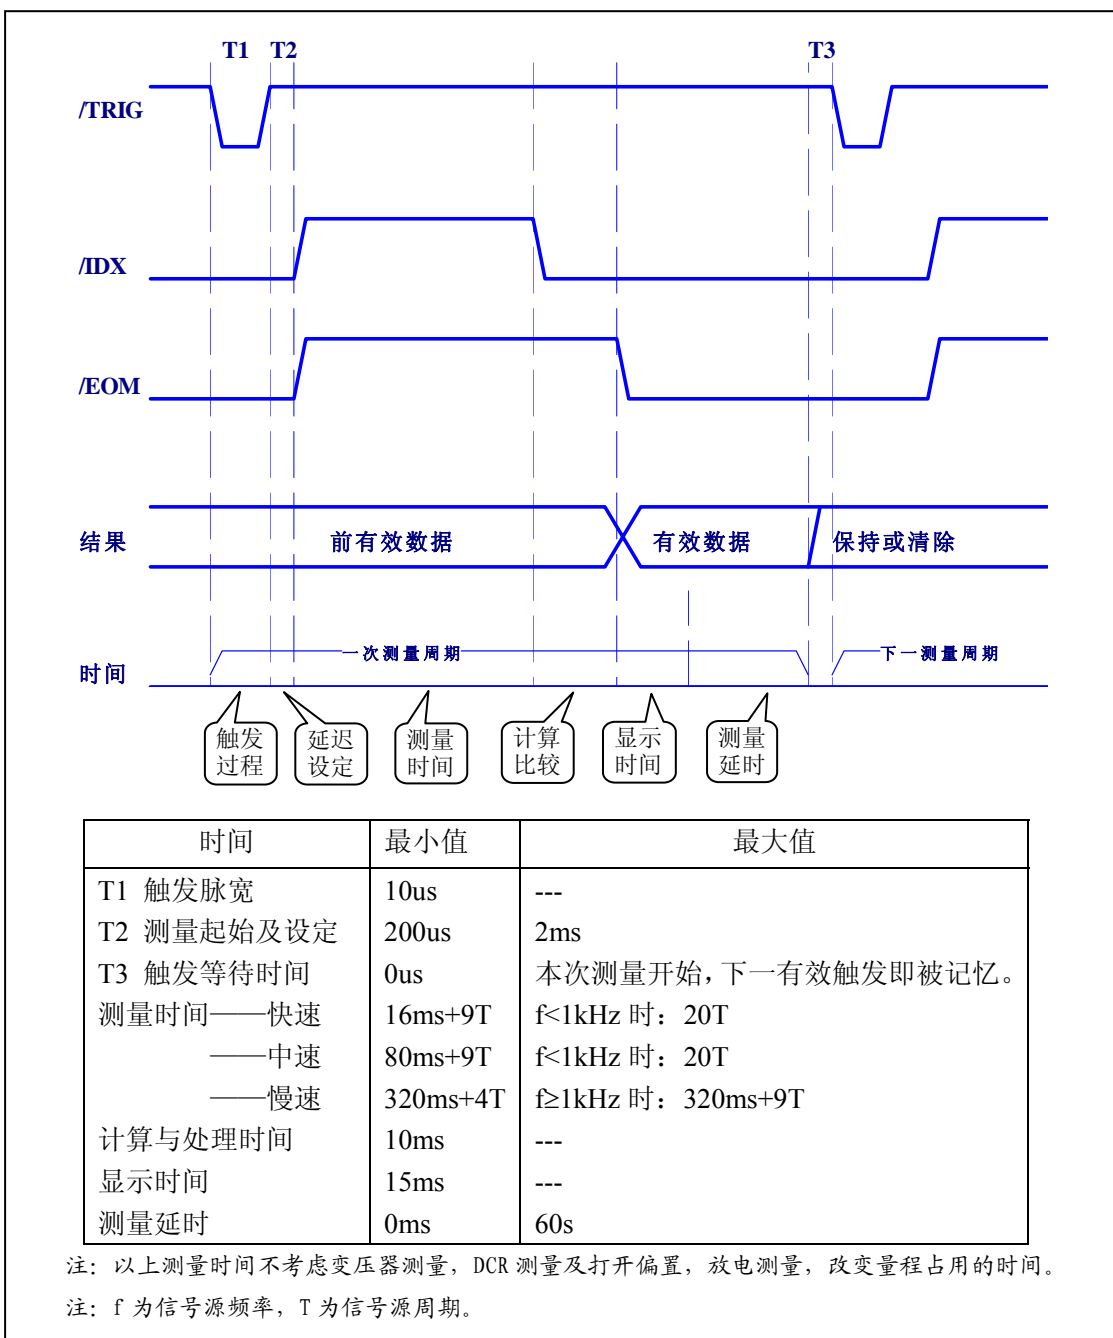 T1 T2 T3
/TRIG
/IDX
/EOM
结果 前有效数据 有效数据 保持或清除
时间 一次测量周期 下一测量周期
触发 延迟 测量 计算 显示 测量
过程 设定 时间 比较 时间 延时
时间 最小值 最大值
T1 触发脉宽 10us ---
T2 测量起始及设定 200us 2ms
T3 触发等待时间 0us 本次测量开始,下一有效触发即被记忆。
测量时间——快速 16ms+9T f<1kHz 时：20T
——中速 80ms+9T f<1kHz 时：20T
——慢速 320ms+4T f≥1kHz 时：320ms+9T
计算与处理时间 10ms ---
显示时间 15ms ---
测量延时 0ms 60s
注：以上测量时间不考虑变压器测量，DCR 测量及打开偏置，放电测量，改变量程占用的时间。
注：f 为信号源频率，T 为信号源周期。